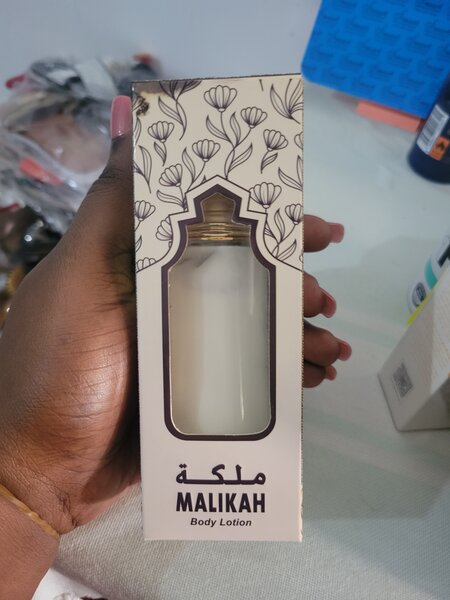 ملكة
MALIKAH
Body Lotion